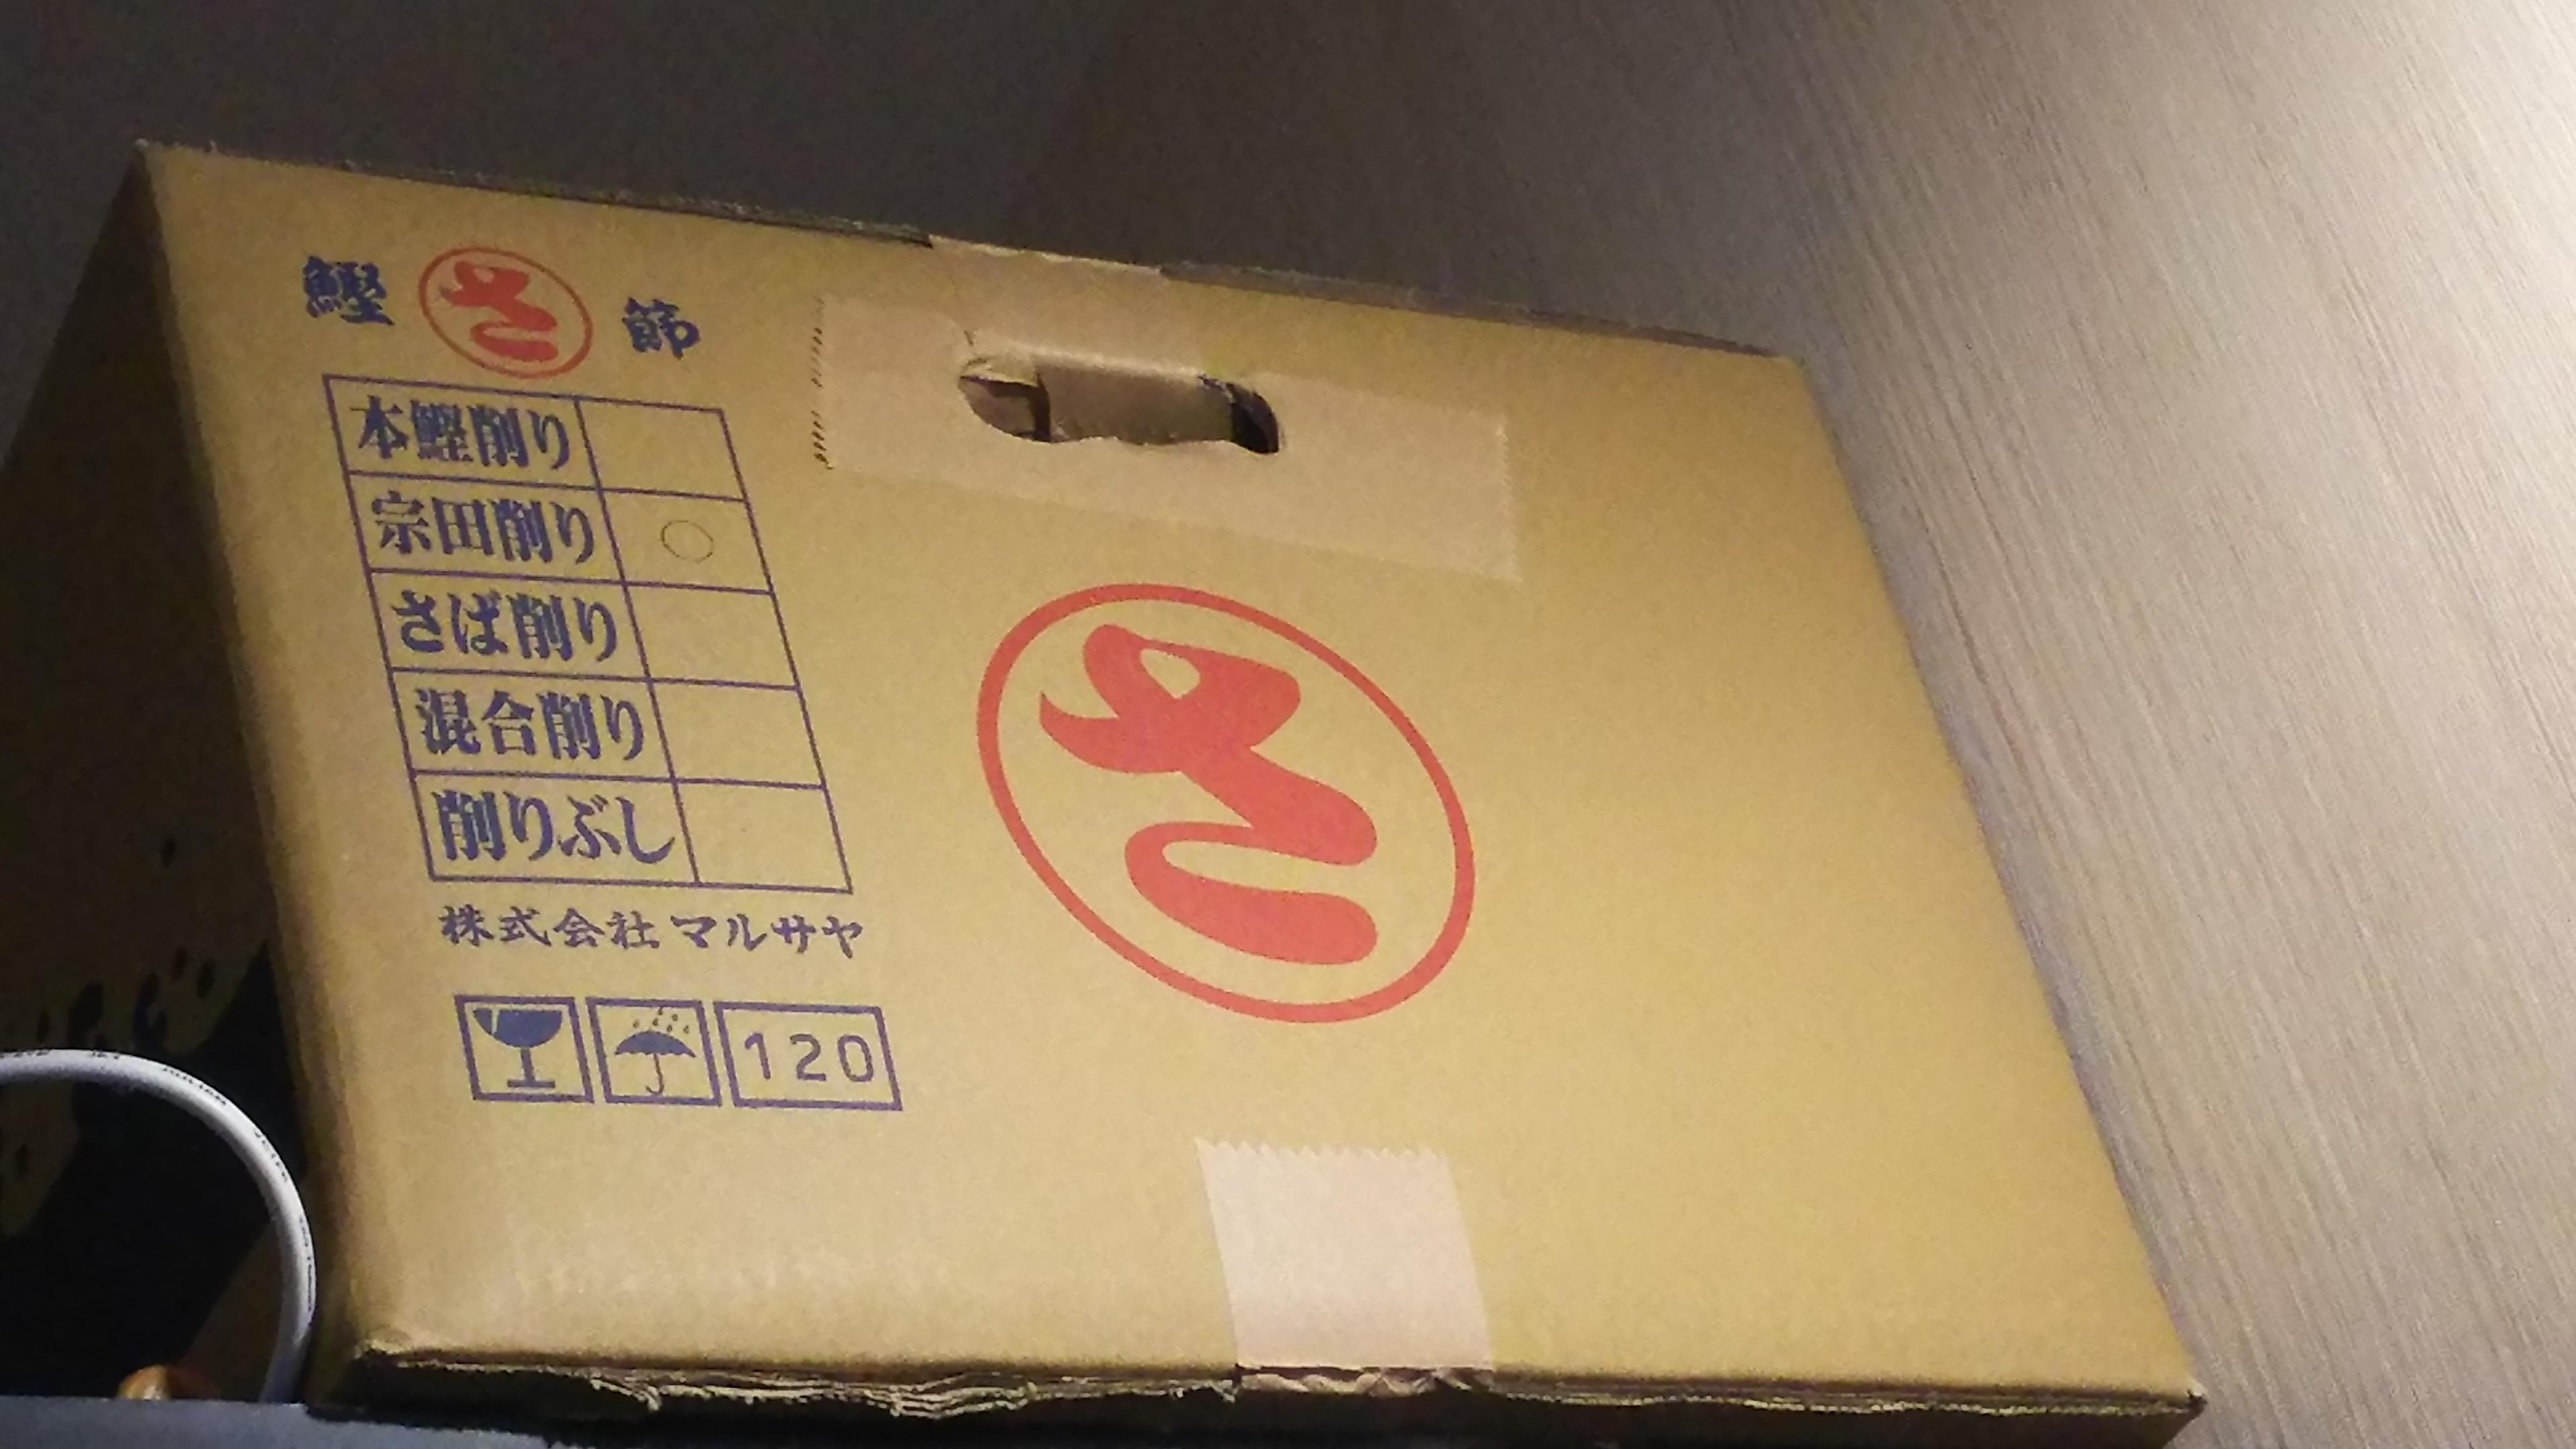 鰹 節
本鰹削り
宗田削り ○
さば削り
混合削り
削りぶし
株式会社 マルサヤ
120